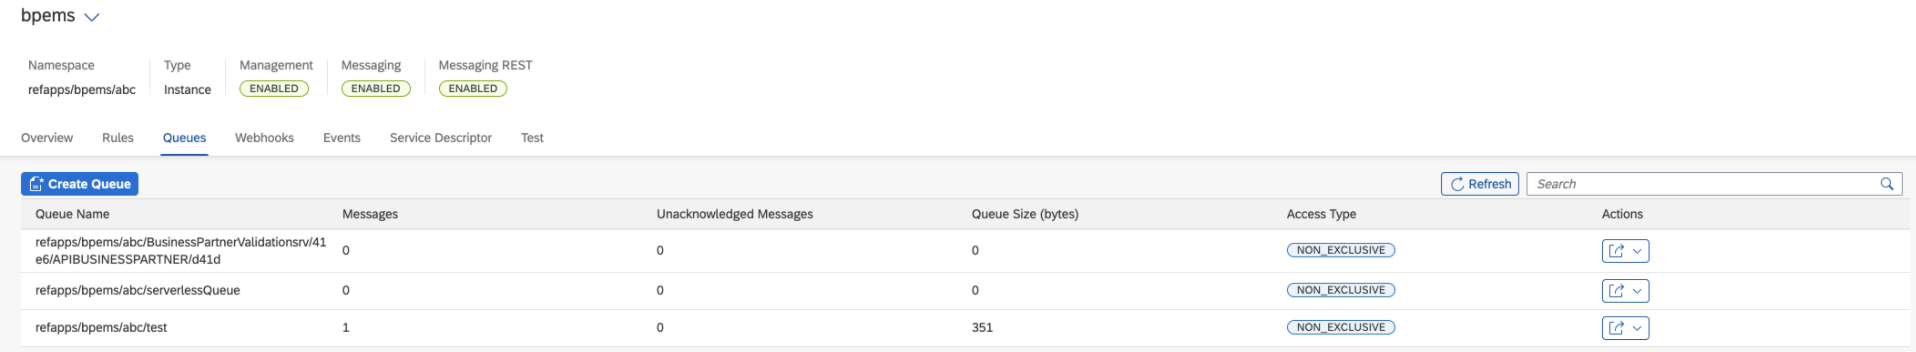 bpems
Namespace Type Management Messaging Messaging REST
refapps/bpems/abc Instance ENABLED ENABLED ENABLED
Overview Rules Queues Webhooks Events Service Descriptor Test
Create Queue Refresh Search
Queue Name Messages Unacknowledged Messages Queue Size (bytes) Access Type Actions
refapps/bpems/abc/BusinessPartnerValidationsrv/41
e6/APIBUSINESSPARTNER/d41d 0 0 0 NON_EXCLUSIVE
refapps/bpems/abc/serverlessQueue 0 0 0 NON_EXCLUSIVE
refapps/bpems/abc/test 1 0 351 NON_EXCLUSIVE